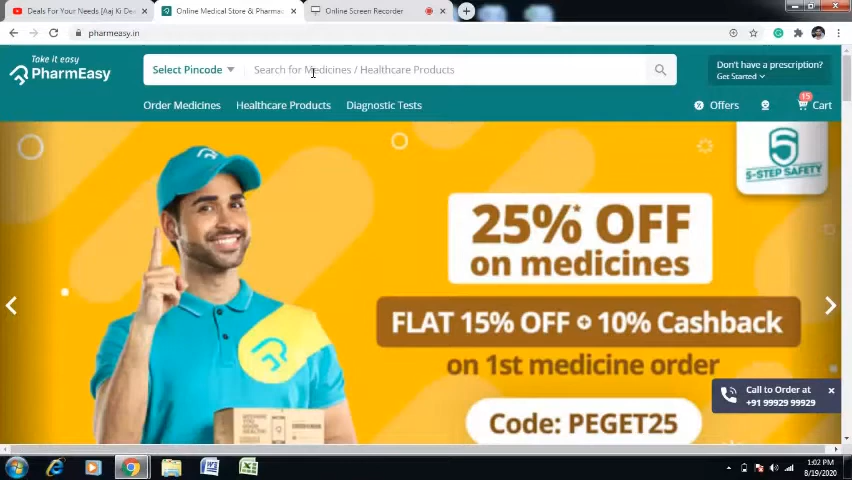 Deals For Your Needs [Aaj Ki De
Online Medical Store & Pharmac
Online Screen Recorder
pharmeasy.in
Take it easy
PharmEasy
Select Pincode
Search for Medicines / Healthcare Products
Don't have a prescription?
Get Started
Order Medicines
Healthcare Products
Diagnostic Tests
Offers
15
Cart
5
5-STEP SAFETY
25%* OFF
on medicines
FLAT 15% OFF + 10% Cashback
on 1st medicine order
Code: PEGET25
Call to Order at
+91 99929 99929
1:02 PM
8/19/2020